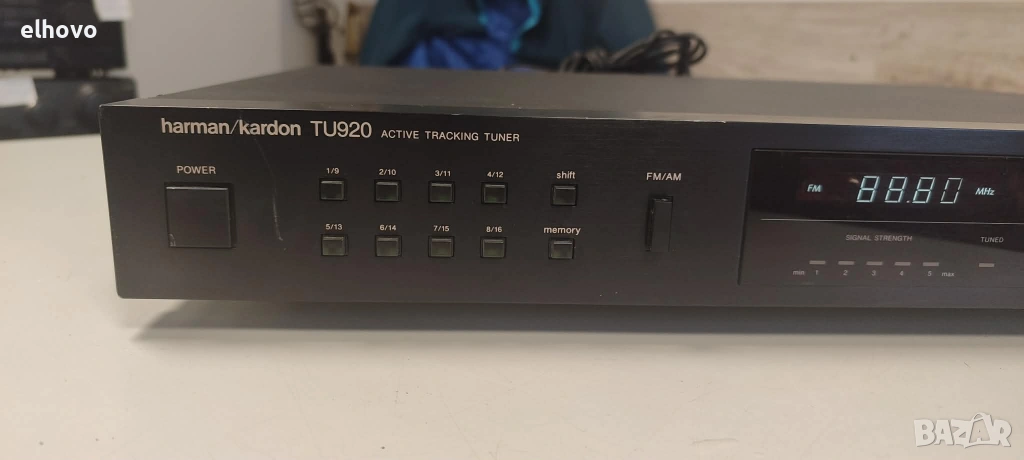 elhovo
harman/kardon TU920 ACTIVE TRACKING TUNER
POWER
1/9 2/10 3/11 4/12 shift
FM/AM
5/13 6/14 7/15 8/16 memory
FM 88.80 MHz
SIGNAL STRENGTH TUNED
min 1 2 3 4 5 max
BAZAR